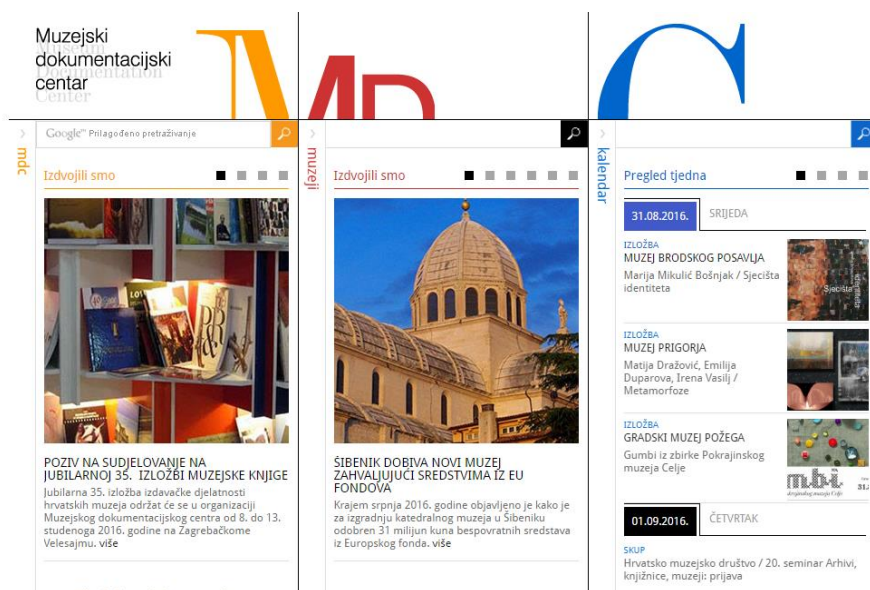 Muzejski
Museum
dokumentacijski
Documentation
centar
Center
M
MD
C
mdc
Google™ Prilagođeno pretraživanje
Izdvojili smo
POZIV NA SUDJELOVANJE NA
JUBILARNOJ 35. IZLOŽBI MUZEJSKE KNJIGE
Jubilarna 35. izložba izdavačke djelatnosti
hrvatskih muzeja održat će se u organizaciji
Muzejskog dokumentacijskog centra od 8. do 13.
studenoga 2016. godine na Zagrebačkome
Velesajmu. više
muzeji
Izdvojili smo
ŠIBENIK DOBIVA NOVI MUZEJ
ZAHVALJUJUĆI SREDSTVIMA IZ EU
FONDOVA
Krajem srpnja 2016. godine objavljeno je kako je
za izgradnju katedralnog muzeja u Šibeniku
odobren 31 milijun kuna bespovratnih sredstava
iz Europskog fonda. više
kalendar
Pregled tjedna
31.08.2016. SRIJEDA
IZLOŽBA
MUZEJ BRODSKOG POSAVLJA
Marija Mikulić Bošnjak / Sjecišta
identiteta
Sjecišta
identiteta
IZLOŽBA
MUZEJ PRIGORJA
Matija Dražović, Emilija
Duparova, Irena Vasilj /
Metamorfoze
IZLOŽBA
GRADSKI MUZEJ POŽEGA
Gumbi iz zbirke Pokrajinskog
muzeja Celje
01.09.2016. ČETVRTAK
SKUP
Hrvatsko muzejsko društvo / 20. seminar Arhivi,
knjižnice, muzeji: prijava